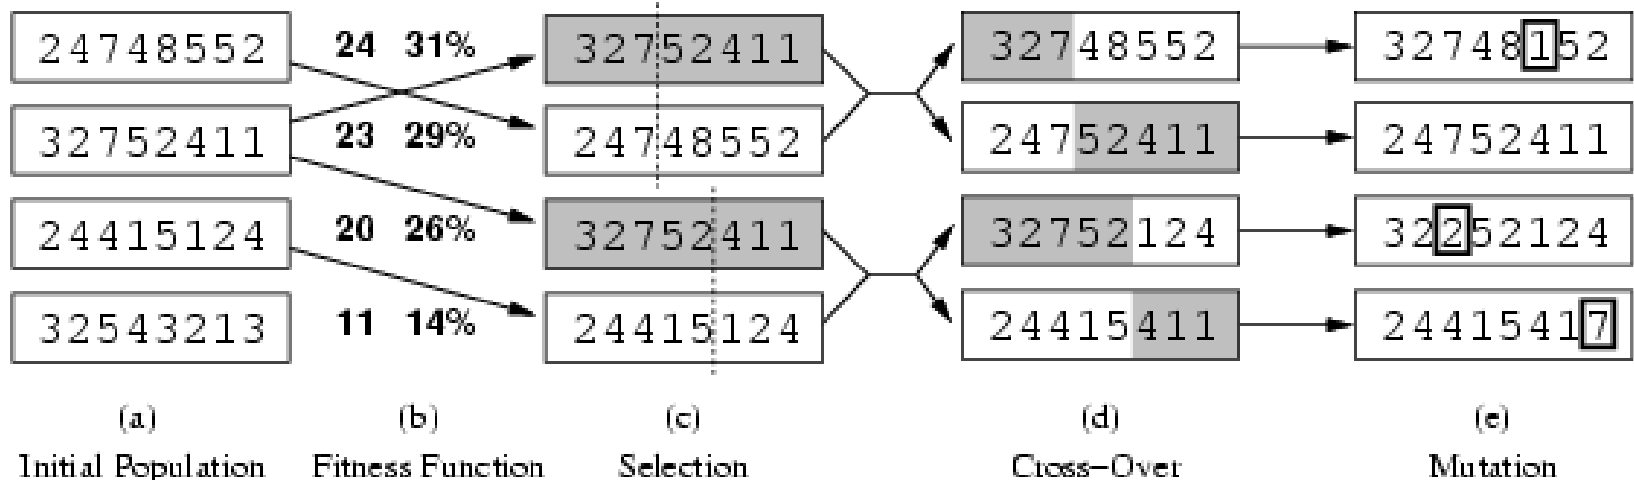 24748552 24 31% 32752411 32748552 32748152
32752411 23 29% 24748552 24752411 24752411
24415124 20 26% 32752411 32752124 32252124
32543213 11 14% 24415124 24415411 24415417
(a) (b) (c) (d) (e)
Initial Population Fitness Function Selection Cross–Over Mutation